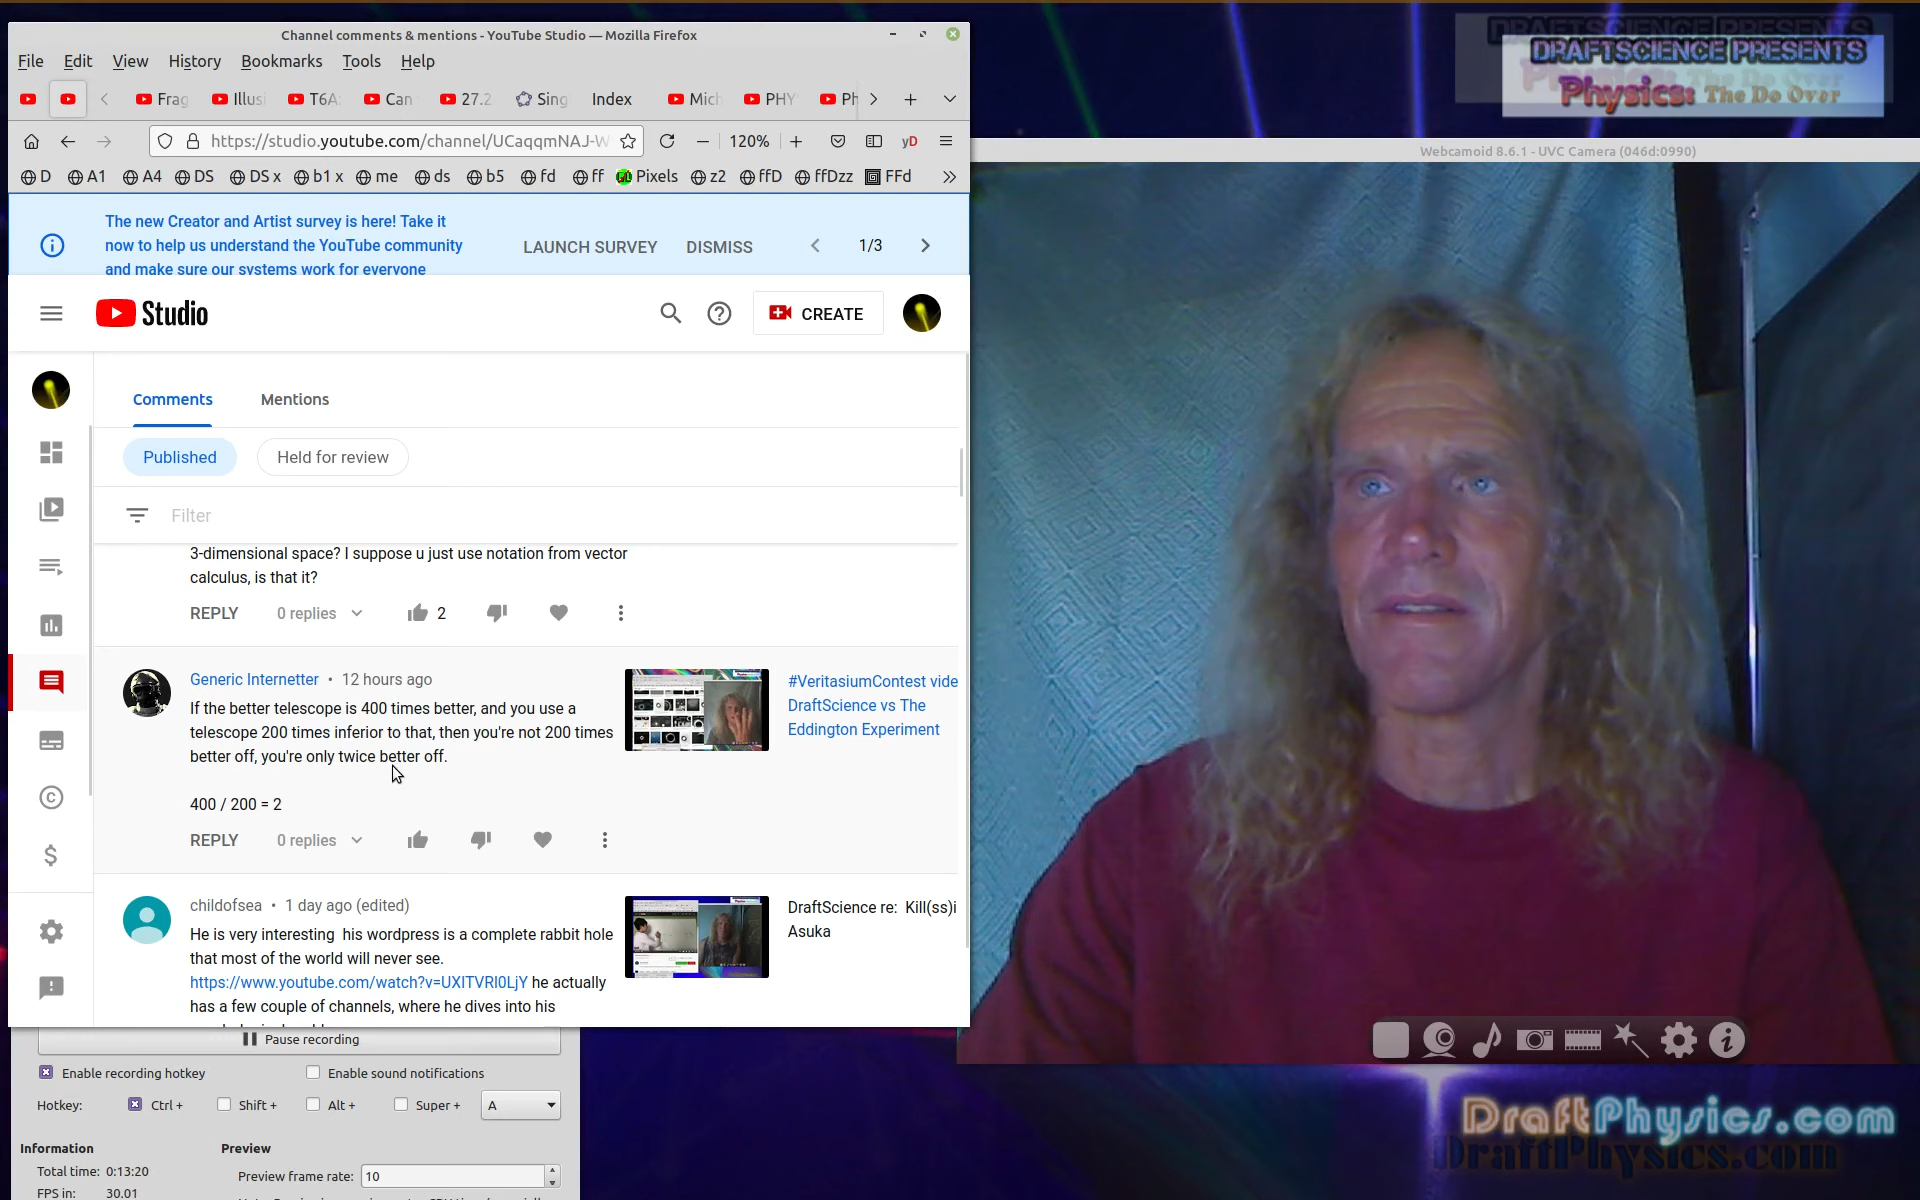 Channel comments & mentions - YouTube Studio — Mozilla Firefox
File Edit View History Bookmarks Tools Help
Frag Illus T6A: Can 27.2 Sing Index Mich PHY Ph
https://studio.youtube.com/channel/UCaqqmNAJ-W 120% yD
D A1 A4 DS DS x b1 x me ds b5 fd ff Pixels z2 ffD ffDzz FFd
The new Creator and Artist survey is here! Take it
now to help us understand the YouTube community
and make sure our systems work for everyone
LAUNCH SURVEY DISMISS 1/3
Studio
CREATE
Comments Mentions
Published Held for review
Filter
3-dimensional space? I suppose u just use notation from vector
calculus, is that it?
REPLY 0 replies 2
Generic Internetter • 12 hours ago
If the better telescope is 400 times better, and you use a
telescope 200 times inferior to that, then you're not 200 times
better off, you're only twice better off.
400 / 200 = 2
REPLY 0 replies
#VeritasiumContest vide
DraftScience vs The
Eddington Experiment
childofsea • 1 day ago (edited)
He is very interesting his wordpress is a complete rabbit hole
that most of the world will never see.
https://www.youtube.com/watch?v=UXITVRI0LjY he actually
has a few couple of channels, where he dives into his
DraftScience re: Kill(ss)i
Asuka
Pause recording
Enable recording hotkey Enable sound notifications
Hotkey: Ctrl + Shift + Alt + Super + A
Information Preview
Total time: 0:13:20
Preview frame rate: 10
FPS in: 30.01
DRAFTSCIENCE PRESENTS
Physics: The Do Over
Webcamoid 8.6.1 - UVC Camera (046d:0990)
DraftPhysics.com